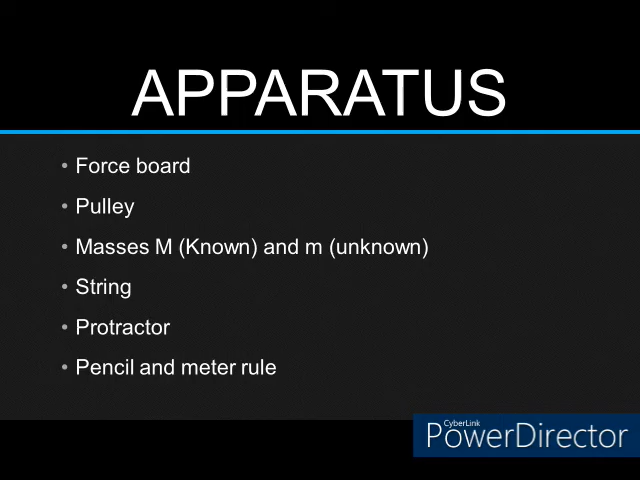 APPARATUS
• Force board
• Pulley
• Masses M (Known) and m (unknown)
• String
• Protractor
• Pencil and meter rule
CyberLink
PowerDirector